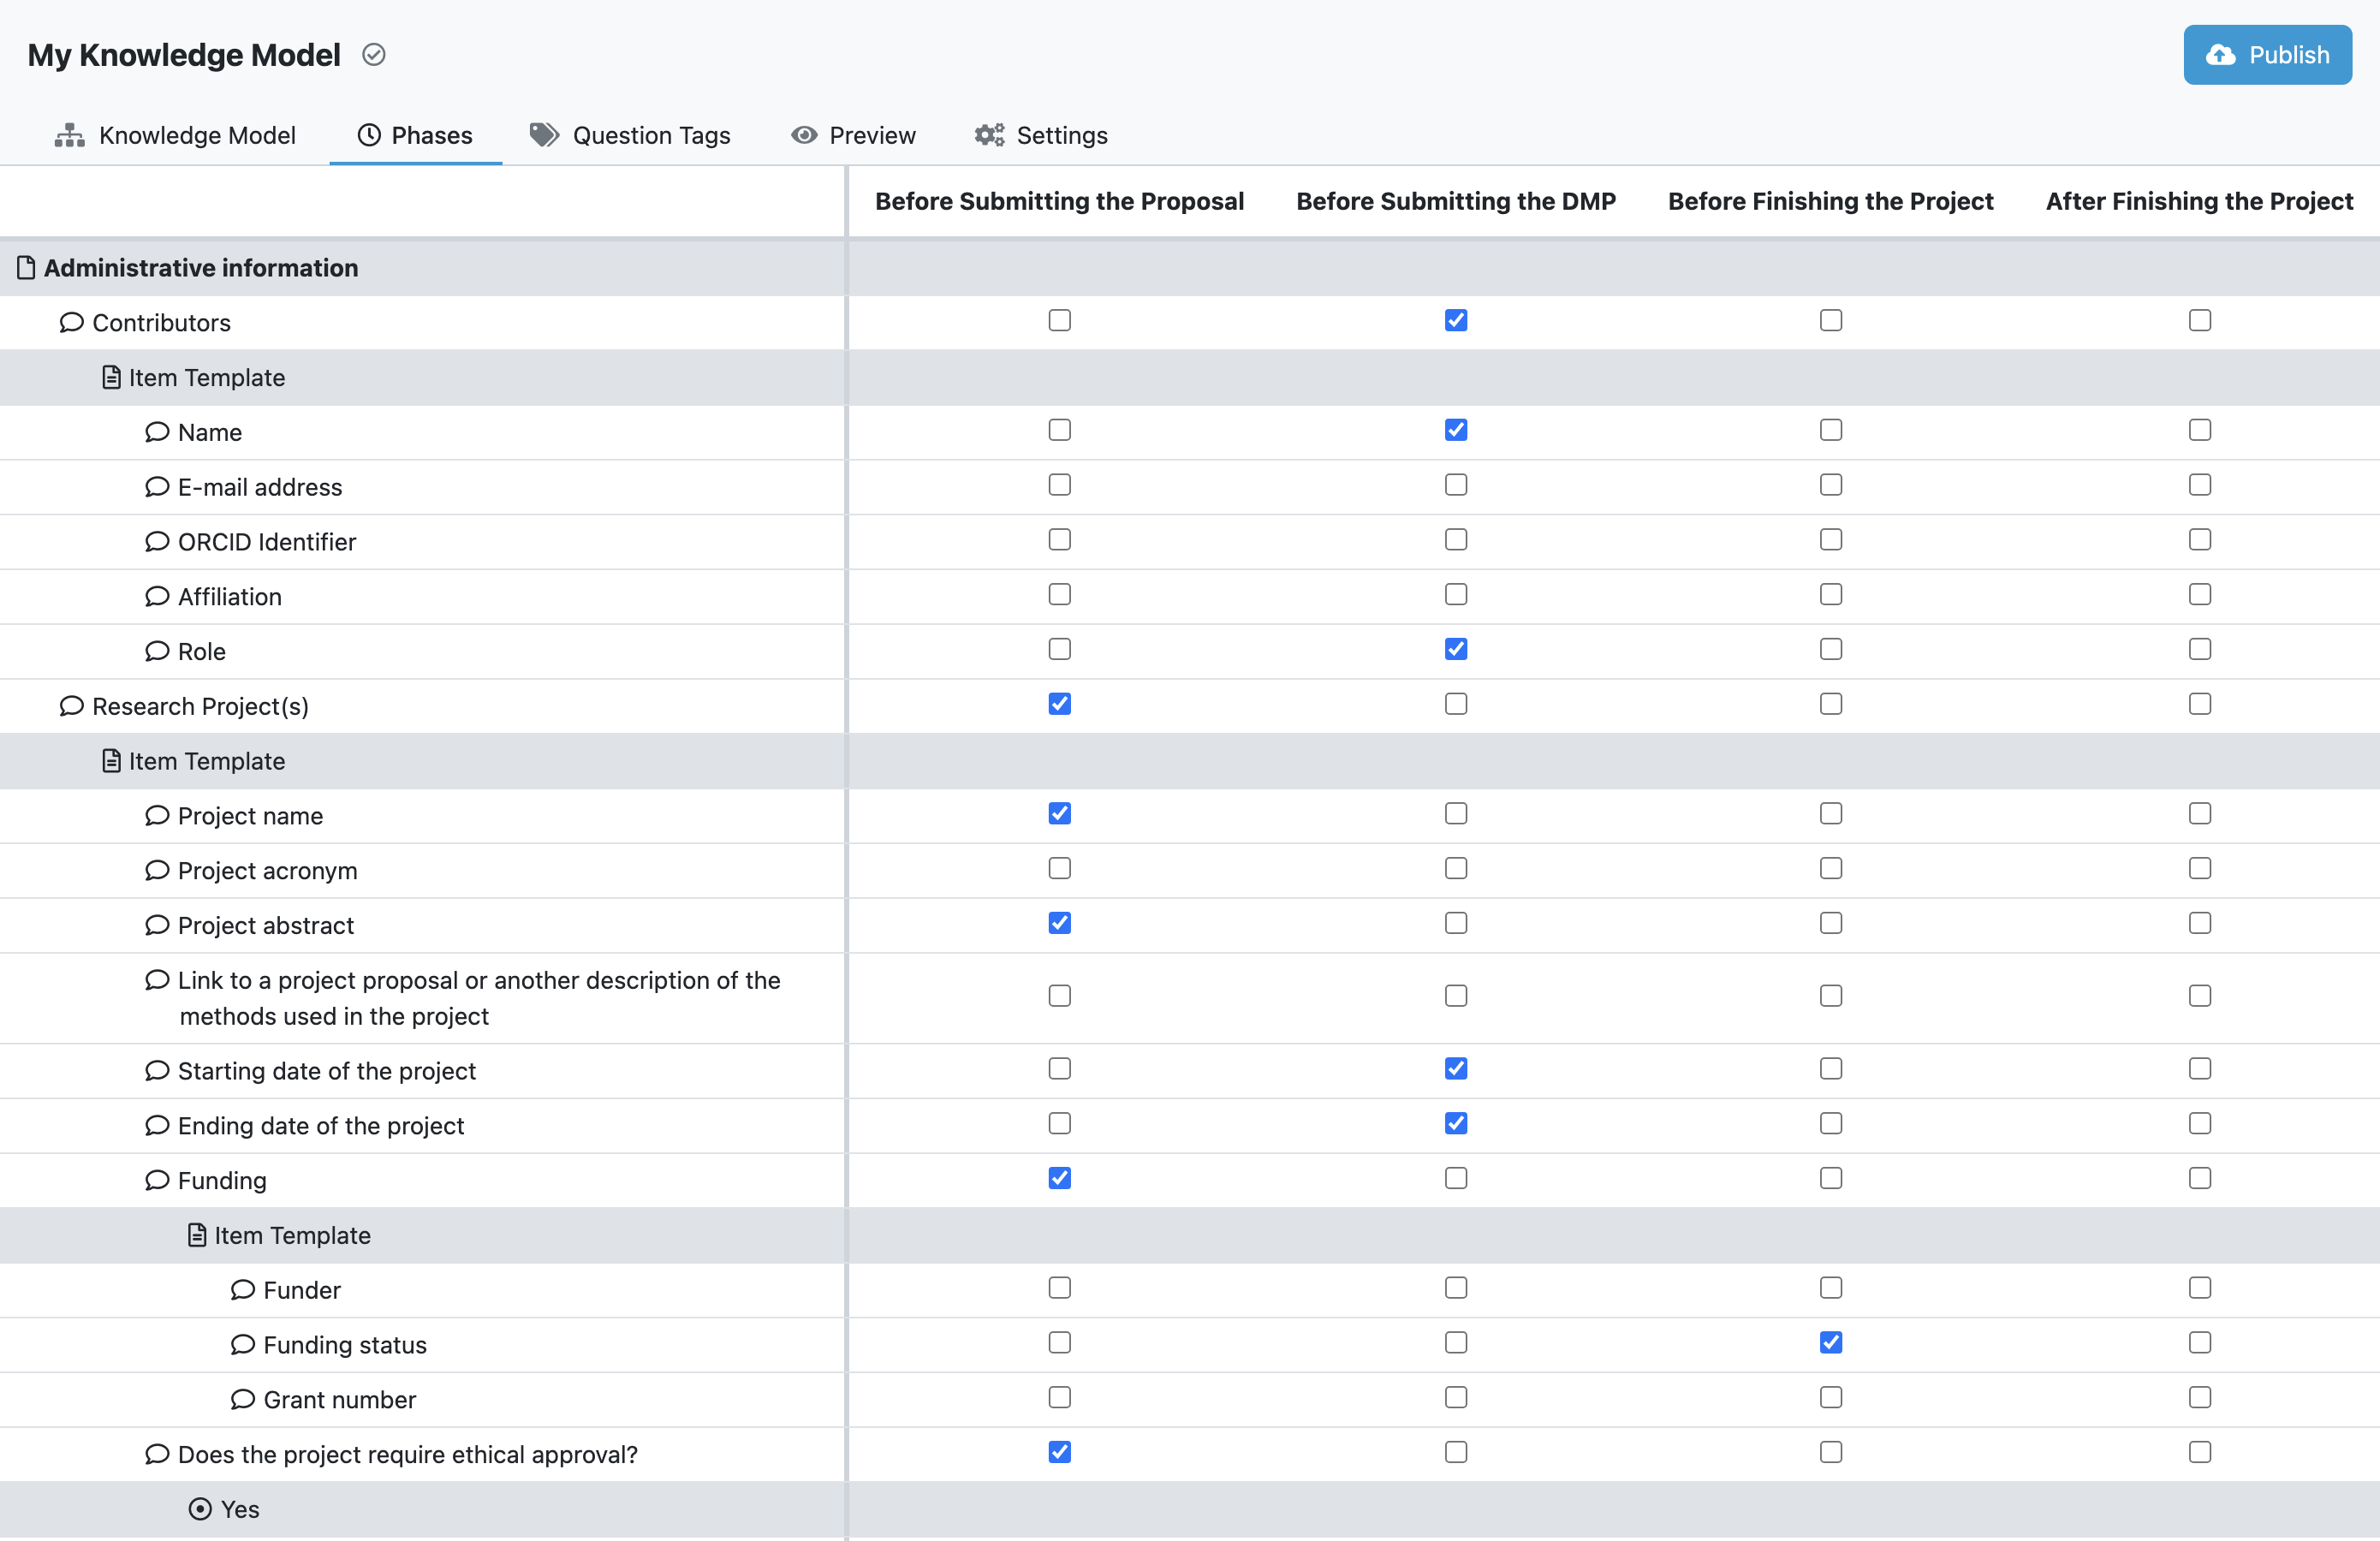 My Knowledge Model
Publish
Knowledge Model Phases Question Tags Preview Settings
Before Submitting the Proposal Before Submitting the DMP Before Finishing the Project After Finishing the Project
Administrative information
Contributors
Item Template
Name
E-mail address
ORCID Identifier
Affiliation
Role
Research Project(s)
Item Template
Project name
Project acronym
Project abstract
Link to a project proposal or another description of the
methods used in the project
Starting date of the project
Ending date of the project
Funding
Item Template
Funder
Funding status
Grant number
Does the project require ethical approval?
Yes